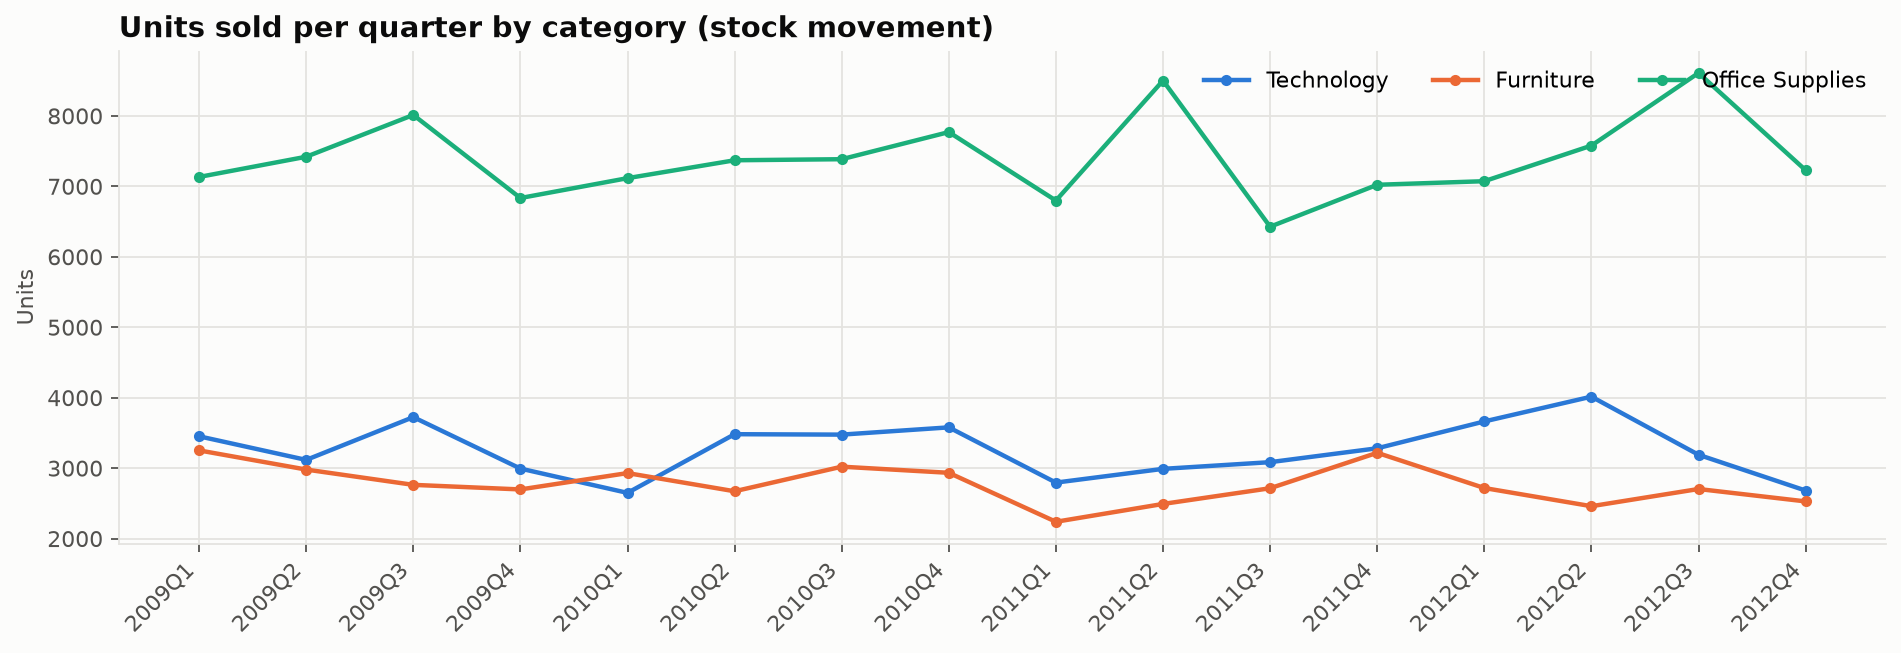 Units sold per quarter by category (stock movement)
Technology Furniture Office Supplies
Units
8000
7000
6000
5000
4000
3000
2000
2009Q1 2009Q2 2009Q3 2009Q4 2010Q1 2010Q2 2010Q3 2010Q4 2011Q1 2011Q2 2011Q3 2011Q4 2012Q1 2012Q2 2012Q3 2012Q4